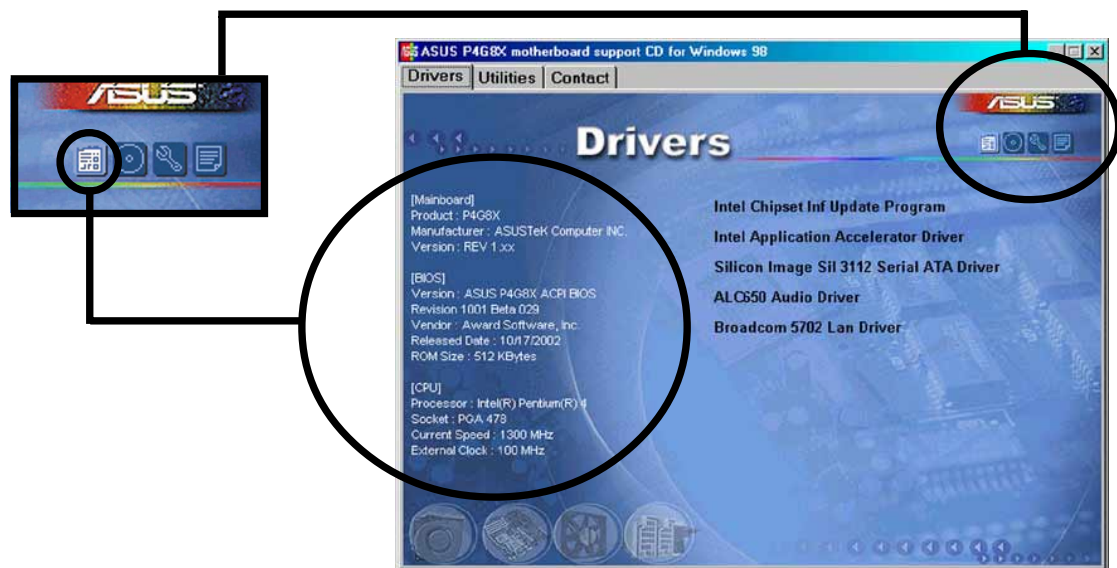 ASUS
ASUS P4G8X motherboard support CD for Windows 98
Drivers Utilities Contact
ASUS
Drivers
[Mainboard]
Product : P4G8X
Manufacturer : ASUSTeK Computer INC.
Version : REV 1.xx
[BIOS]
Version : ASUS P4G8X ACPI BIOS
Revision 1001 Beta 029
Vendor : Award Software, Inc.
Released Date : 10/17/2002
ROM Size : 512 KBytes
[CPU]
Processor : Intel(R) Pentium(R) 4
Socket : PGA 478
Current Speed : 1300 MHz
External Clock : 100 MHz
Intel Chipset Inf Update Program
Intel Application Accelerator Driver
Silicon Image Sil 3112 Serial ATA Driver
ALC650 Audio Driver
Broadcom 5702 Lan Driver